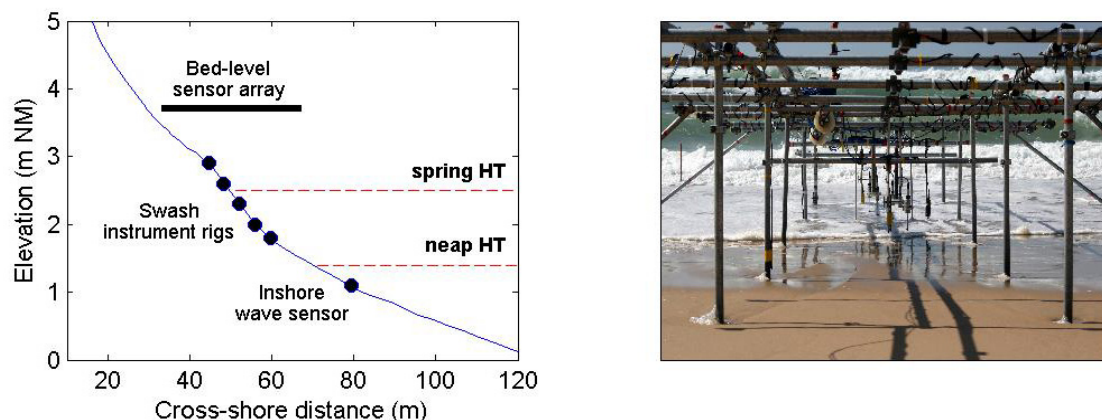 5
4
3
2
1
0
Elevation (m NM)
Bed-level
sensor array
spring HT
Swash
instrument rigs
neap HT
Inshore
wave sensor
20
40
60
80
100
120
Cross-shore distance (m)